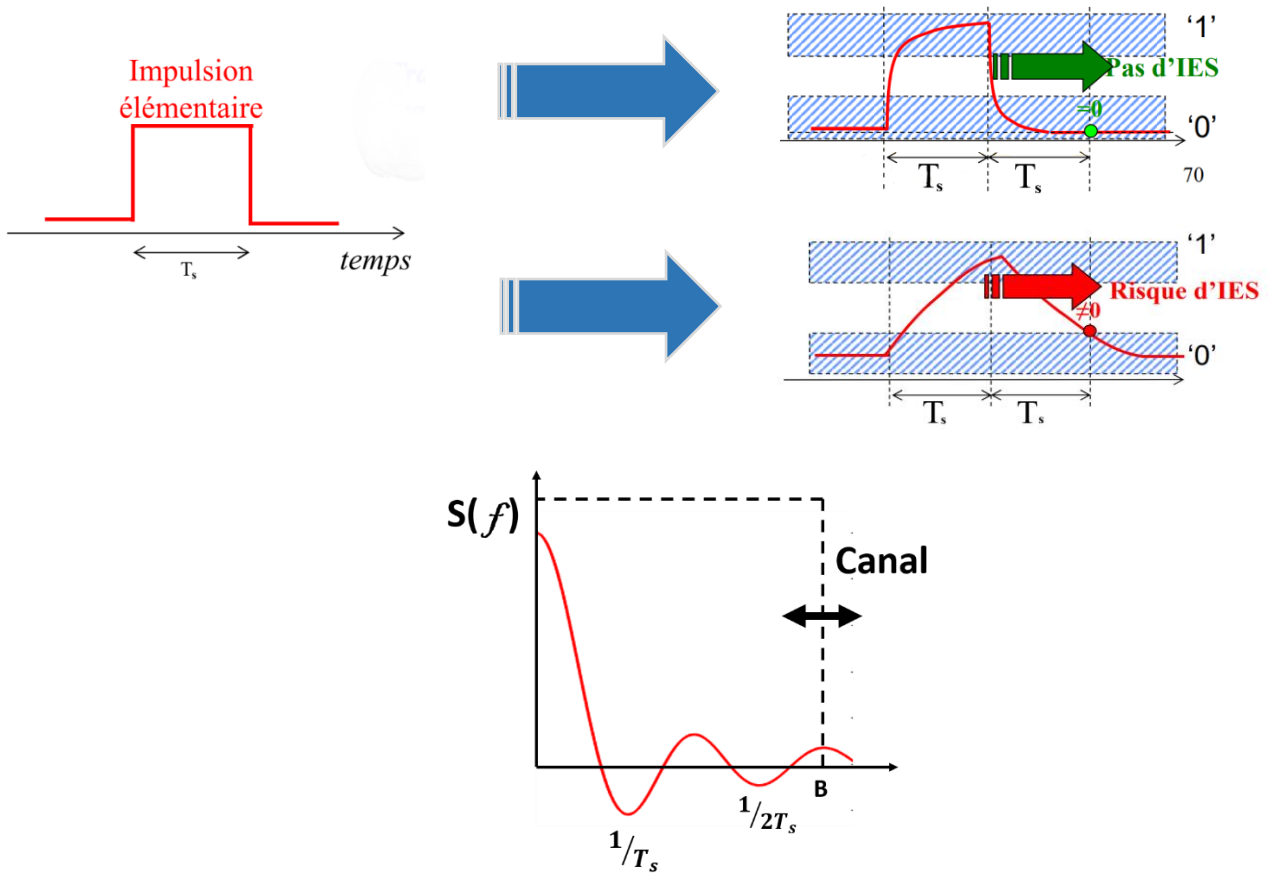 Impulsion
élémentaire
Tₛ
temps
'1'
Pas d'IES
=0
'0'
Tₛ
Tₛ
70
'1'
Risque d'IES
≠0
'0'
Tₛ
Tₛ
S(f)
Canal
B
1/Tₛ
1/2Tₛ